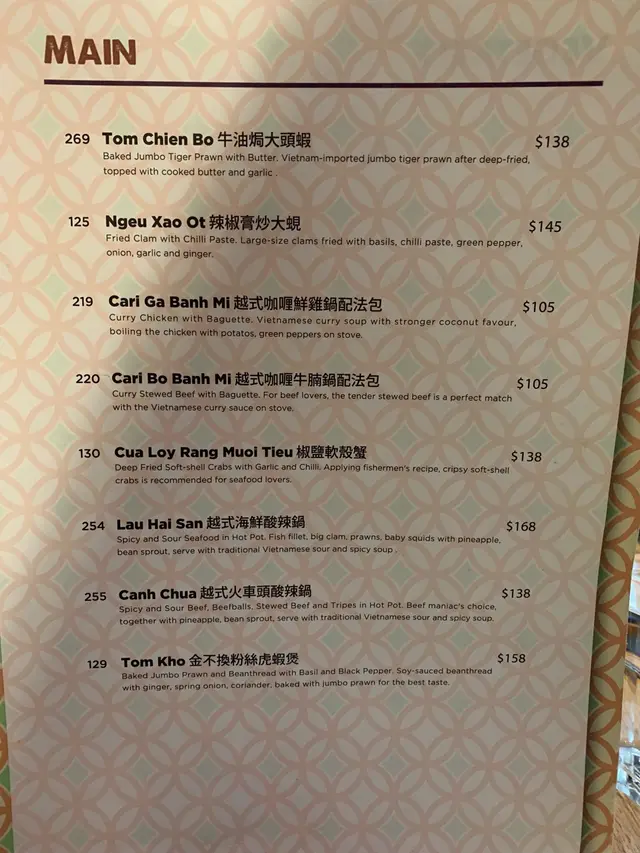 MAIN
269 Tom Chien Bo 牛油焗大頭蝦 $138
Baked Jumbo Tiger Prawn with Butter. Vietnam-imported jumbo tiger prawn after deep-fried,
topped with cooked butter and garlic .
125 Ngeu Xao Ot 辣椒膏炒大蜆 $145
Fried Clam with Chilli Paste. Large-size clams fried with basils, chilli paste, green pepper,
onion, garlic and ginger.
219 Cari Ga Banh Mi 越式咖喱鮮雞鍋配法包 $105
Curry Chicken with Baguette. Vietnamese curry soup with stronger coconut favour,
boiling the chicken with potatos, green peppers on stove.
220 Cari Bo Banh Mi 越式咖喱牛腩鍋配法包 $105
Curry Stewed Beef with Baguette. For beef lovers, the tender stewed beef is a perfect match
with the Vietnamese curry sauce on stove.
130 Cua Loy Rang Muoi Tieu 椒鹽軟殼蟹 $138
Deep Fried Soft-shell Crabs with Garlic and Chilli. Applying fishermen's recipe, cripsy soft-shell
crabs is recommended for seafood lovers.
254 Lau Hai San 越式海鮮酸辣鍋 $168
Spicy and Sour Seafood in Hot Pot. Fish fillet, big clam, prawns, baby squids with pineapple,
bean sprout, serve with traditional Vietnamese sour and spicy soup .
255 Canh Chua 越式火車頭酸辣鍋 $138
Spicy and Sour Beef, Beefballs, Stewed Beef and Tripes in Hot Pot. Beef maniac's choice,
together with pineapple, bean sprout, serve with traditional Vietnamese sour and spicy soup.
129 Tom Kho 金不換粉絲虎蝦煲 $158
Baked Jumbo Prawn and Beanthread with Basil and Black Pepper. Soy-sauced beanthread
with ginger, spring onion, coriander, baked with jumbo prawn for the best taste.